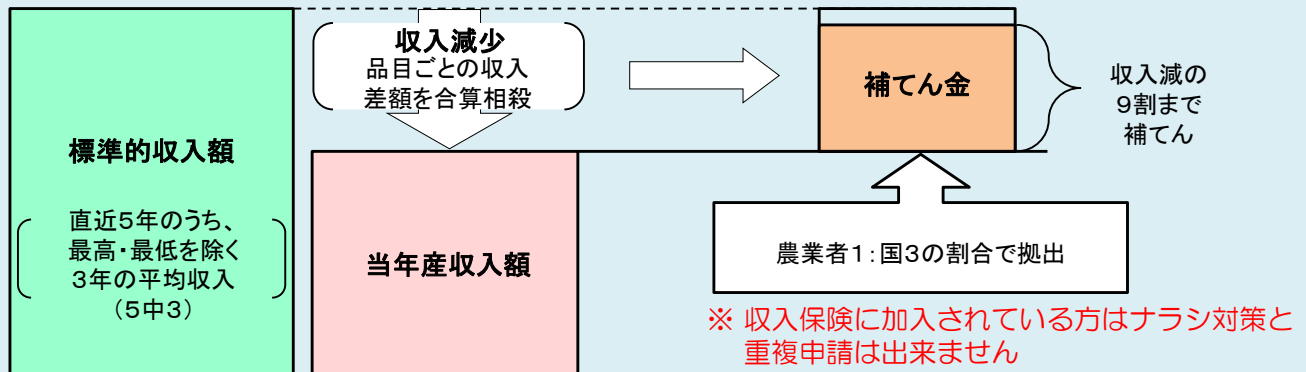 標準的収入額
直近5年のうち、
最高・最低を除く
3年の平均収入
(5中3)
収入減少
品目ごとの収入
差額を合算相殺
当年産収入額
補てん金
収入減の
9割まで
補てん
農業者1：国3の割合で拠出
※ 収入保険に加入されている方はナラシ対策と
重複申請は出来ません